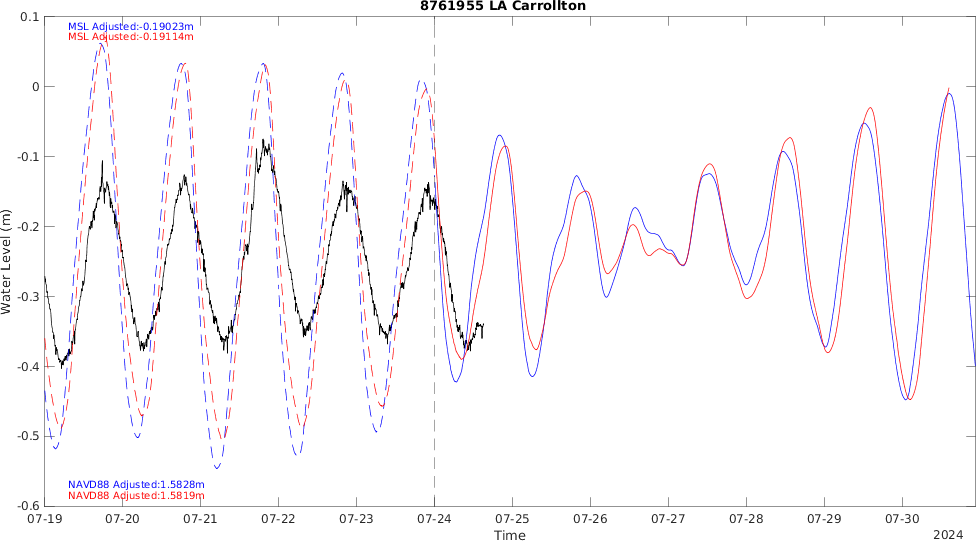 8761955 LA Carrollton
MSL Adjusted:-0.19023m
MSL Adjusted:-0.19114m
0.1
0
-0.1
-0.2
-0.3
-0.4
-0.5
-0.6
Water Level (m)
NAVD88 Adjusted:1.5828m
NAVD88 Adjusted:1.5819m
07-19 07-20 07-21 07-22 07-23 07-24 07-25 07-26 07-27 07-28 07-29 07-30
Time
2024